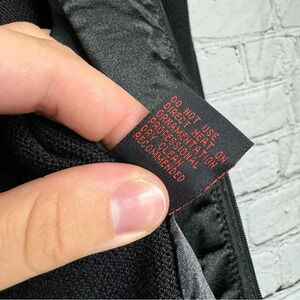 DO NOT USE
DIRECT HEAT ON
ORNAMENTATION
PROFESSIONAL
DRY CLEAN
RECOMMENDED